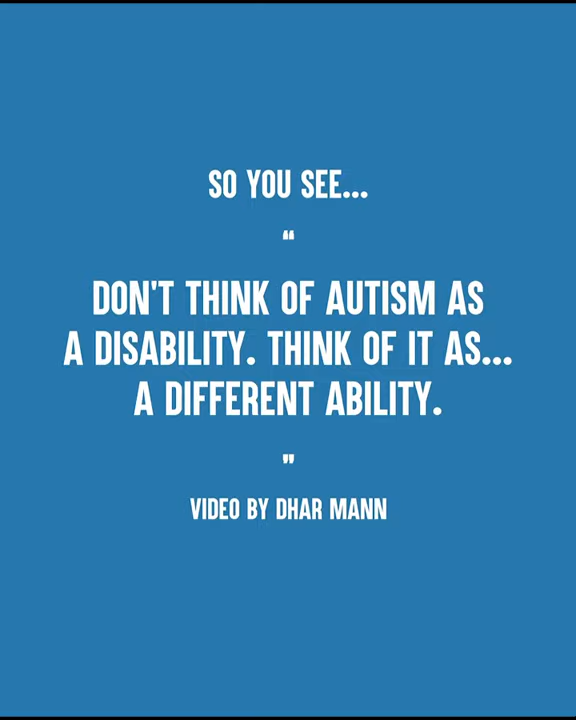 SO YOU SEE...
“
DON'T THINK OF AUTISM AS
A DISABILITY. THINK OF IT AS...
A DIFFERENT ABILITY.
”
VIDEO BY DHAR MANN